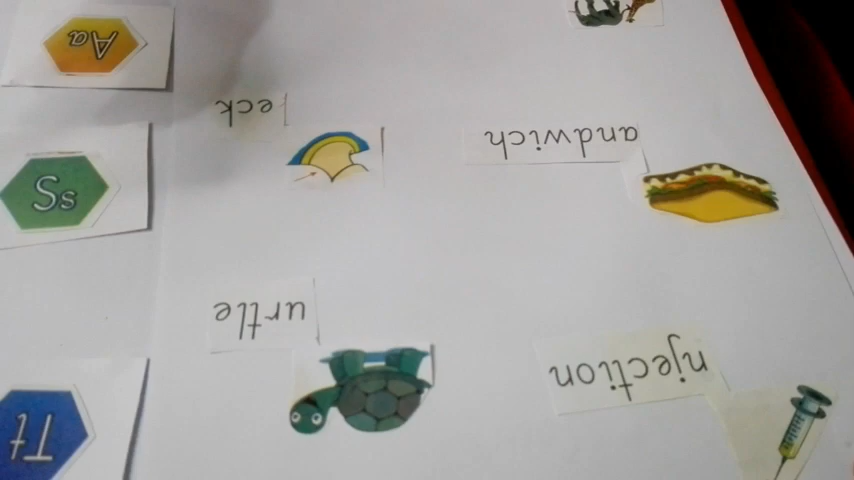 njection
urtle
Tt
andwich
eck
Ss
Aa